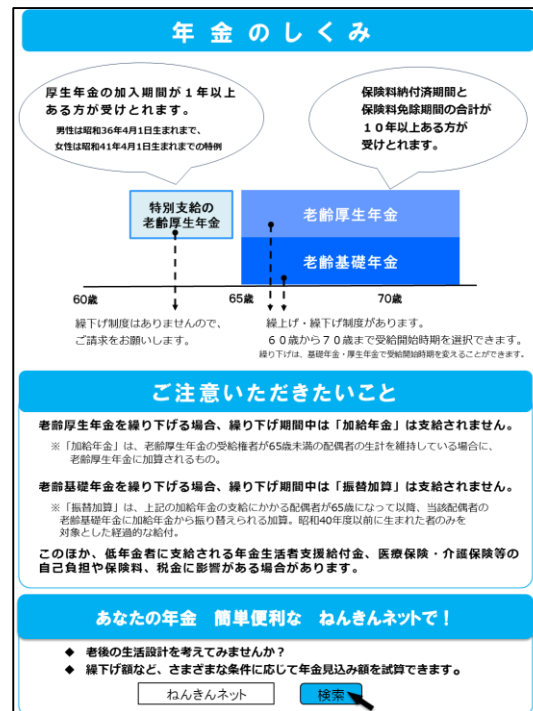 年金のしくみ
厚生年金の加入期間が１年以上
ある方が受けとれます。
男性は昭和36年4月1日生まれまで、
女性は昭和41年4月1日生まれまでの特例
保険料納付済期間と
保険料免除期間の合計が
１０年以上ある方が
受けとれます。
特別支給の
老齢厚生年金
老齢厚生年金
老齢基礎年金
60歳
65歳
70歳
繰下げ制度はありませんので、
ご請求をお願いします。
繰上げ・繰下げ制度があります。
６０歳から７０歳まで受給開始時期を選択できます。
繰り下げは、基礎年金・厚生年金で受給開始時期を変えることができます。
ご注意いただきたいこと
老齢厚生年金を繰り下げる場合、繰り下げ期間中は「加給年金」は支給されません。
※「加給年金」は、老齢厚生年金の受給権者が65歳未満の配偶者の生計を維持している場合に、
老齢厚生年金に加算されるもの。
老齢基礎年金を繰り下げる場合、繰り下げ期間中は「振替加算」は支給されません。
※「振替加算」は、上記の加給年金の支給にかかる配偶者が65歳になって以降、当該配偶者の
老齢基礎年金に加給年金から振り替えられる加算。昭和40年度以前に生まれた者のみを
対象とした経過的な給付。
このほか、低年金者に支給される年金生活者支援給付金、医療保険・介護保険等の
自己負担や保険料、税金に影響がある場合があります。
あなたの年金　簡単便利な　ねんきんネットで！
◆ 老後の生活設計を考えてみませんか？
◆ 繰下げ額など、さまざまな条件に応じて年金見込み額を試算できます。
ねんきんネット
検索